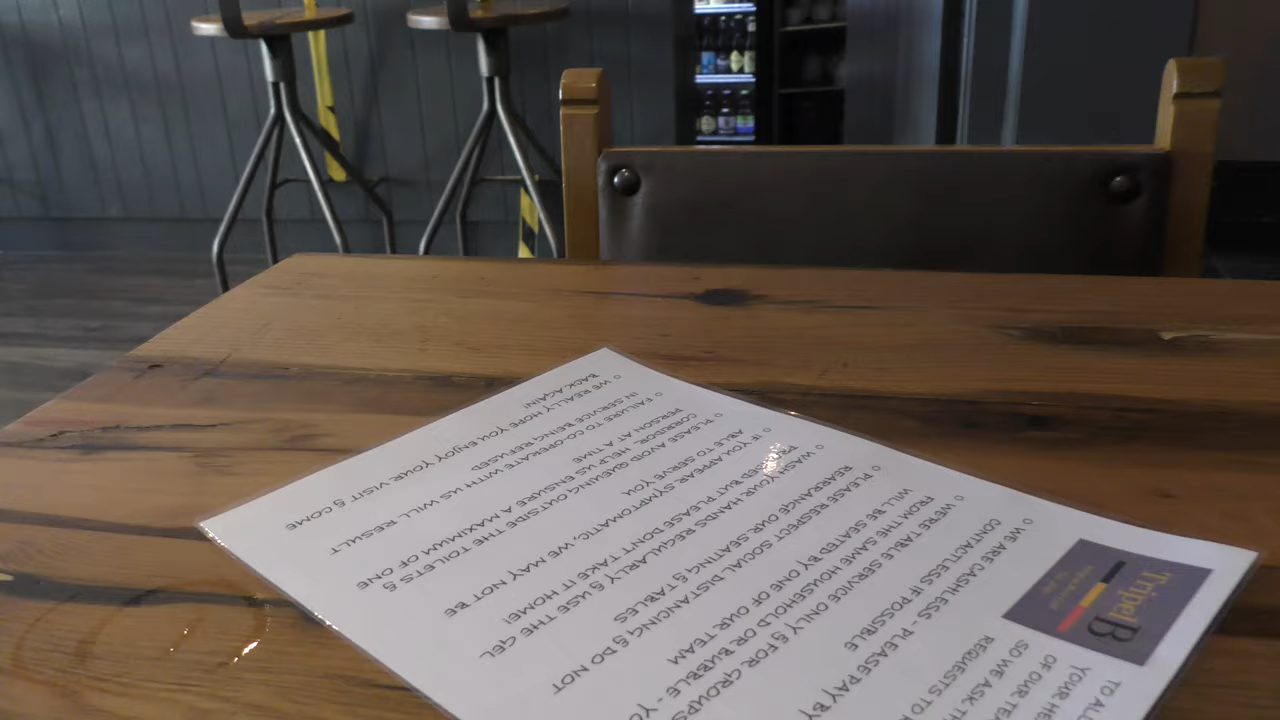 TripelB
TO ALL
YOUR HE
OF OUR TEA
SO WE ASK TH
REQUESTS TO
○ WE ARE CASHLESS - PLEASE PAY BY
CONTACTLESS IF POSSIBLE
○ WE'RE TABLE SERVICE ONLY & FOR GROUPS
FROM THE SAME HOUSEHOLD OR BUBBLE - YO
WILL BE SEATED BY ONE OF OUR TEAM
○ PLEASE RESPECT SOCIAL DISTANCING & DO NOT
REARRANGE OUR SEATING & TABLES
○ WASH YOUR HANDS REGULARLY & USE THE GEL
BUT PLEASE DON'T TAKE IT HOME!
○ IF YOU APPEAR SYMPTOMATIC, WE MAY NOT BE
ABLE TO SERVE YOU
○ PLEASE AVOID QUEUING OUTSIDE THE TOILETS &
CORRIDOR. HELP US ENSURE A MAXIMUM OF ONE
PERSON AT A TIME
○ FAILURE TO CO-OPERATE WITH US WILL RESULT
IN SERVICE BEING REFUSED
○ WE REALLY HOPE YOU ENJOY YOUR VISIT & COME
BACK AGAIN!